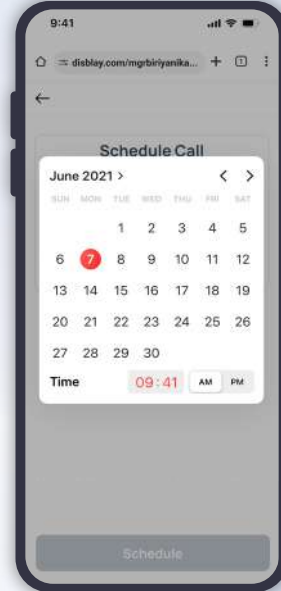 9:41
disblay.com/mgrbiriyanika... + 1
Schedule Call
June 2021 >
SUN MON TUE WED THU FRI SAT
1 2 3 4 5
6 7 8 9 10 11 12
13 14 15 16 17 18 19
20 21 22 23 24 25 26
27 28 29 30
Time 09:41 AM PM
Schedule